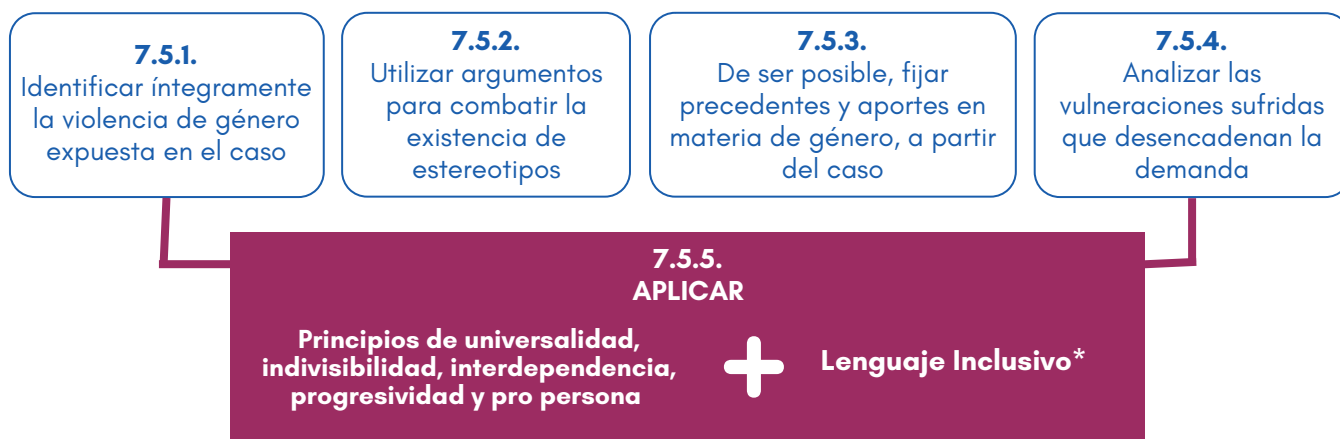 7.5.1.
Identificar íntegramente
la violencia de género
expuesta en el caso
7.5.2.
Utilizar argumentos
para combatir la
existencia de
estereotipos
7.5.3.
De ser posible, fijar
precedentes y aportes en
materia de género, a partir
del caso
7.5.4.
Analizar las
vulneraciones sufridas
que desencadenan la
demanda
7.5.5.
APLICAR
Principios de universalidad,
indivisibilidad, interdependencia,
progresividad y pro persona
+
Lenguaje Inclusivo*